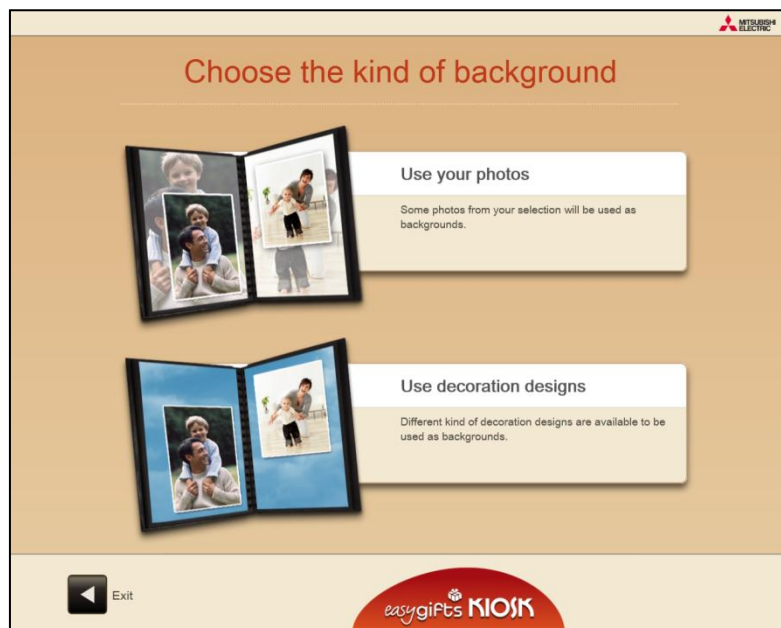 MITSUBISHI
ELECTRIC
Choose the kind of background
Use your photos
Some photos from your selection will be used as
backgrounds.
Use decoration designs
Different kind of decoration designs are available to be
used as backgrounds.
Exit
easygifts KIOSK